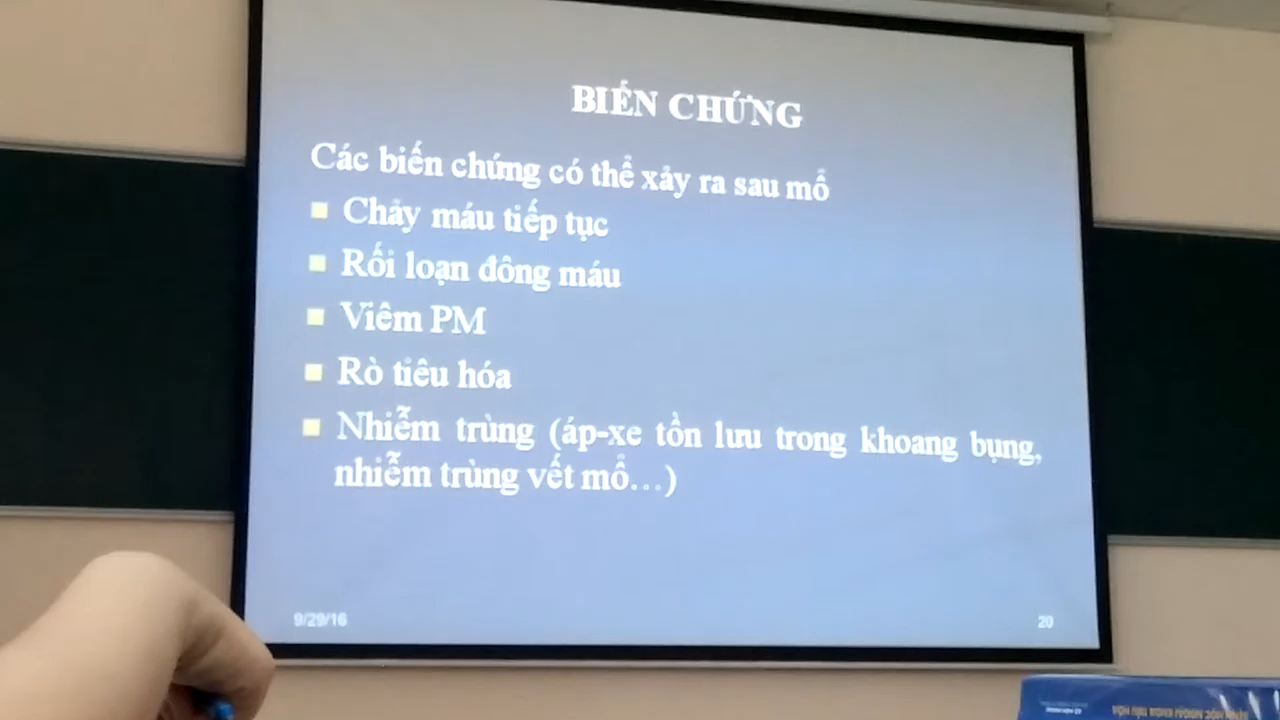 BIẾN CHỨNG
Các biến chứng có thể xảy ra sau mổ
Chảy máu tiếp tục
Rối loạn đông máu
Viêm PM
Rò tiêu hóa
Nhiễm trùng (áp-xe tồn lưu trong khoang bụng,
nhiễm trùng vết mổ...)
9/29/16
20